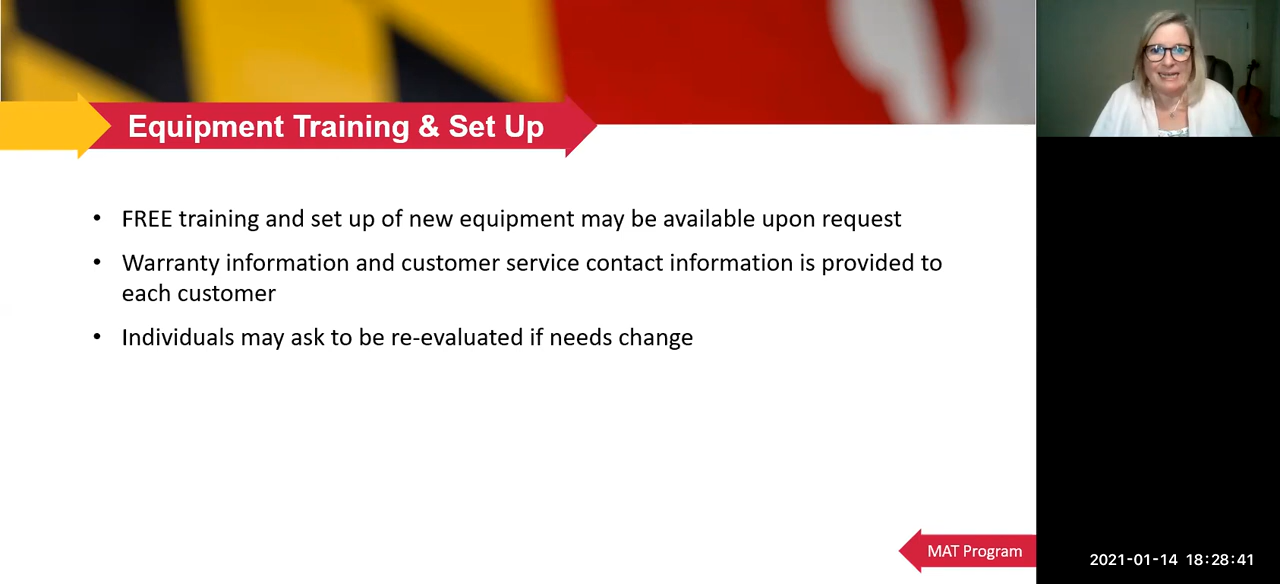 Equipment Training & Set Up
• FREE training and set up of new equipment may be available upon request
• Warranty information and customer service contact information is provided to
each customer
• Individuals may ask to be re-evaluated if needs change
MAT Program
2021-01-14 18:28:41